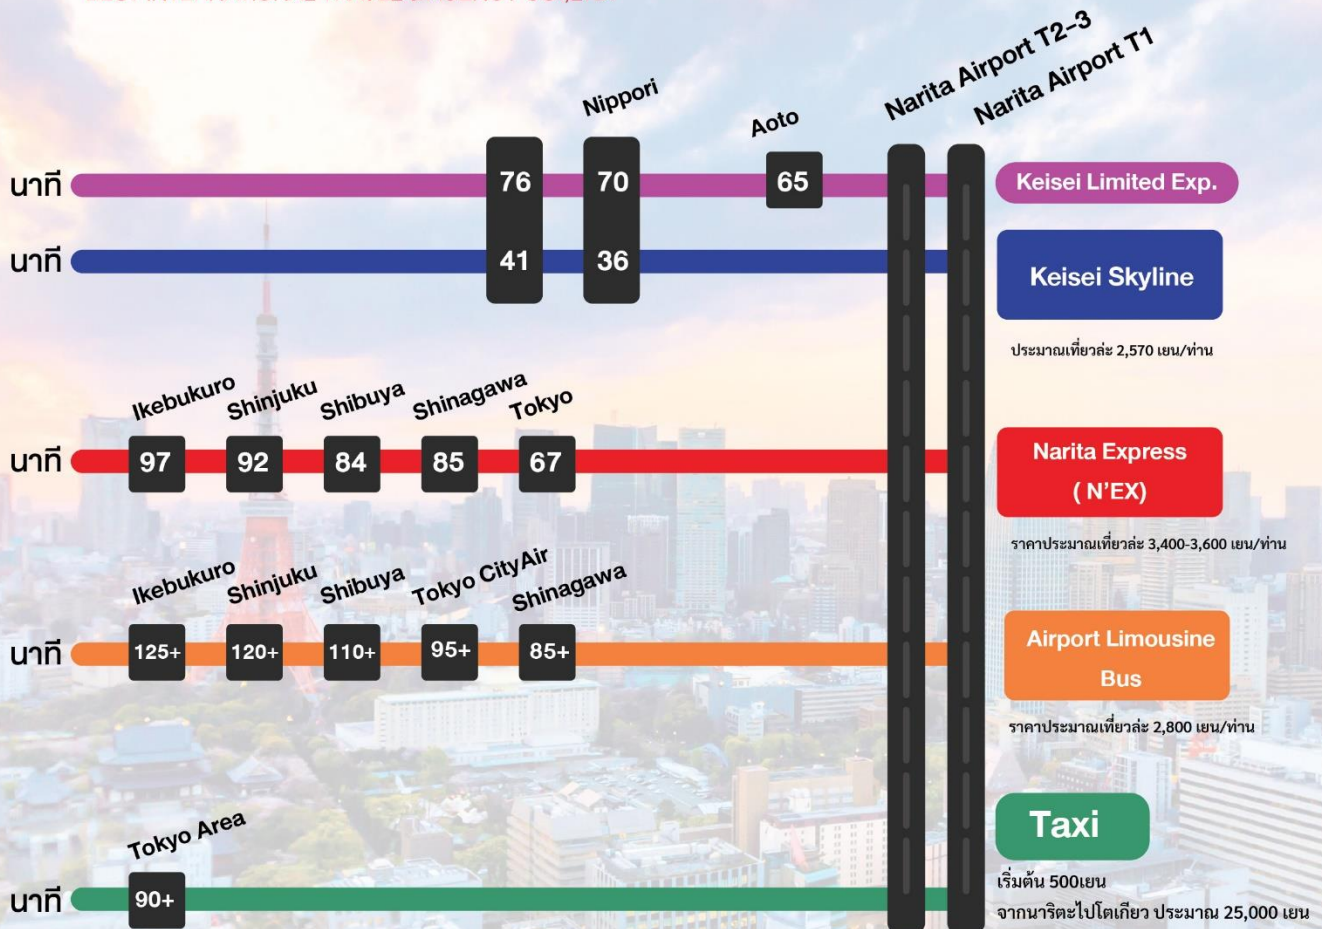 Narita Airport T2-3
Narita Airport T1
Nippori
Aoto
นาที
76
70
65
Keisei Limited Exp.
นาที
41
36
Keisei Skyline
ประมาณเที่ยวล่ะ 2,570 เยน/ท่าน
Ikebukuro
Shinjuku
Shibuya
Shinagawa
Tokyo
นาที
97
92
84
85
67
Narita Express
( N’EX)
ราคาประมาณเที่ยวล่ะ 3,400-3,600 เยน/ท่าน
Ikebukuro
Shinjuku
Shibuya
Tokyo CityAir
Shinagawa
นาที
125+
120+
110+
95+
85+
Airport Limousine
Bus
ราคาประมาณเที่ยวล่ะ 2,800 เยน/ท่าน
Tokyo Area
นาที
90+
Taxi
เริ่มต้น 500เยน
จากนาริตะไปโตเกียว ประมาณ 25,000 เยน